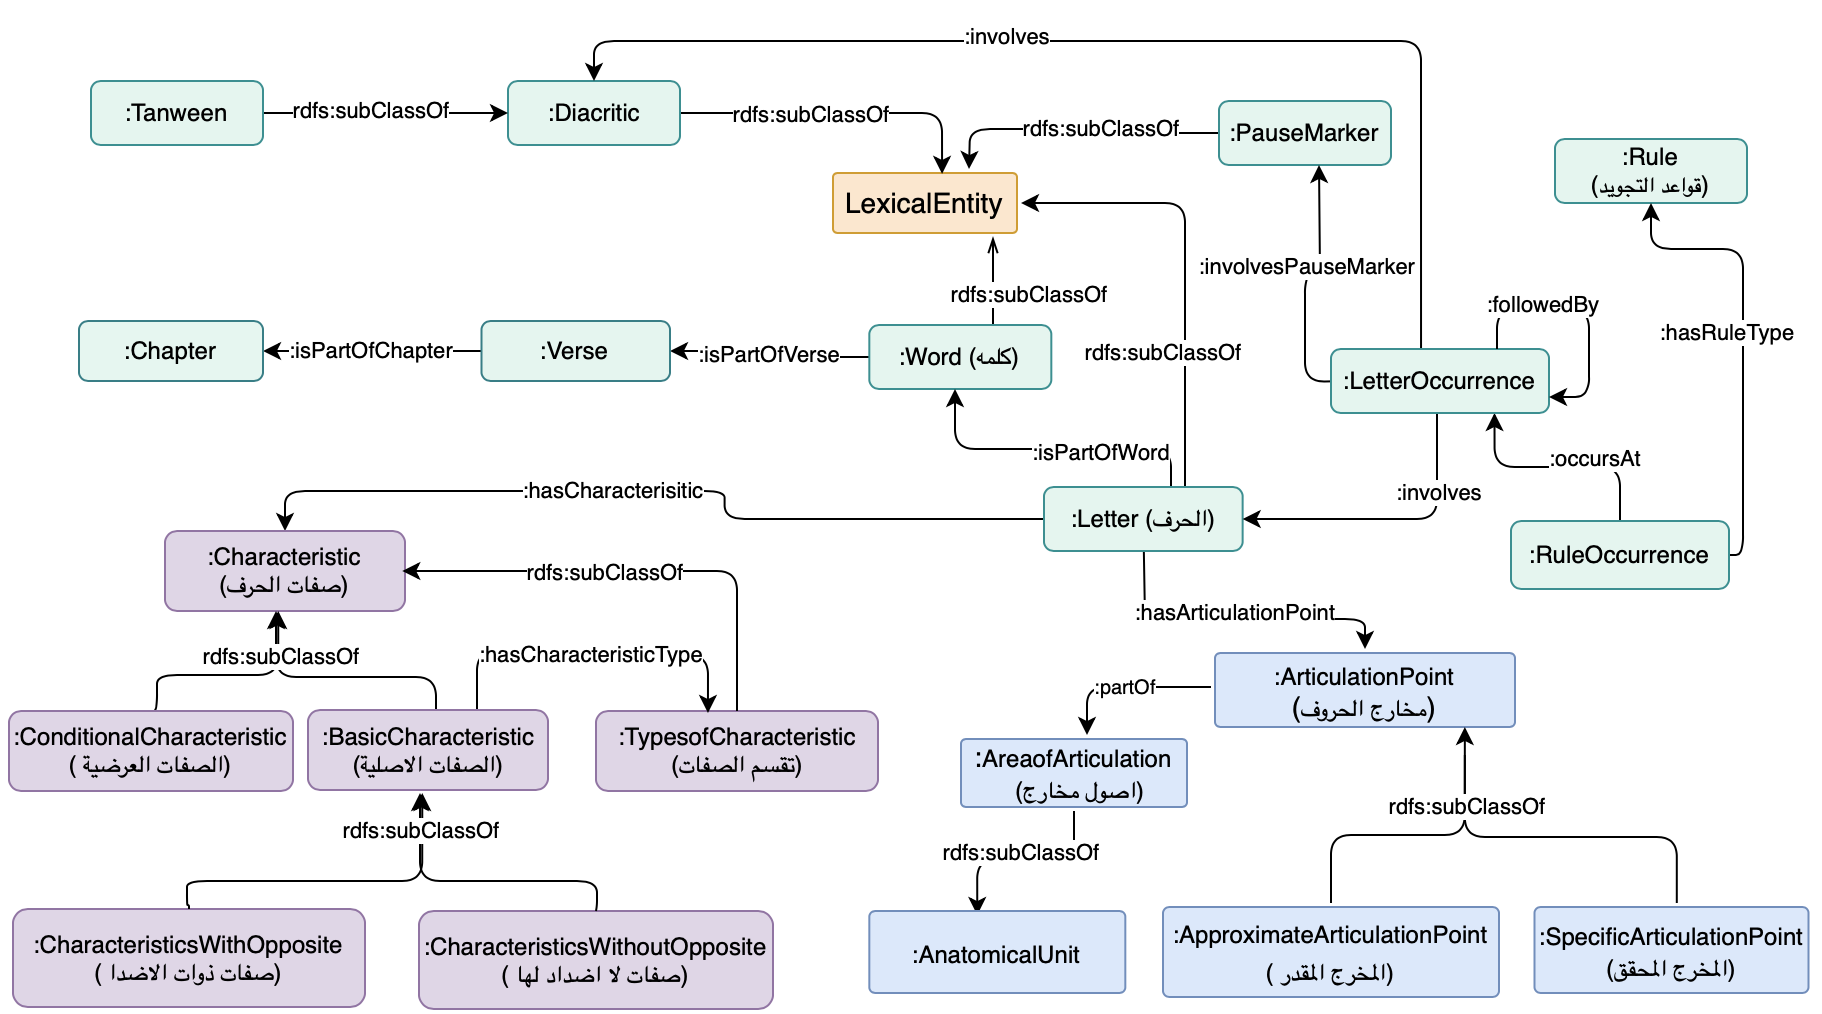 :involves
:Tanween
rdfs:subClassOf
:Diacritic
rdfs:subClassOf
rdfs:subClassOf
:PauseMarker
:Rule
(قواعد التجويد)
LexicalEntity
:involvesPauseMarker
rdfs:subClassOf
:followedBy
:hasRuleType
:Chapter
:isPartOfChapter
:Verse
:isPartOfVerse
:Word (كلمه)
rdfs:subClassOf
:LetterOccurrence
:isPartOfWord
:occursAt
:hasCharacterisitic
:involves
:Letter (الحرف)
:RuleOccurrence
:Characteristic
(صفات الحرف)
rdfs:subClassOf
:hasArticulationPoint
rdfs:subClassOf
:hasCharacteristicType
:ArticulationPoint
(مخارج الحروف)
:partOf
:ConditionalCharacteristic
(الصفات العرضية )
:BasicCharacteristic
(الصفات الاصلية)
:TypesofCharacteristic
(تقسم الصفات)
:AreaofArticulation
(اصول مخارج)
rdfs:subClassOf
rdfs:subClassOf
rdfs:subClassOf
:CharacteristicsWithOpposite
(صفات ذوات الاضدا )
:CharacteristicsWithoutOpposite
(صفات لا اضداد لها )
:AnatomicalUnit
:ApproximateArticulationPoint
(المخرج المقدر )
:SpecificArticulationPoint
(المخرج المحقق)